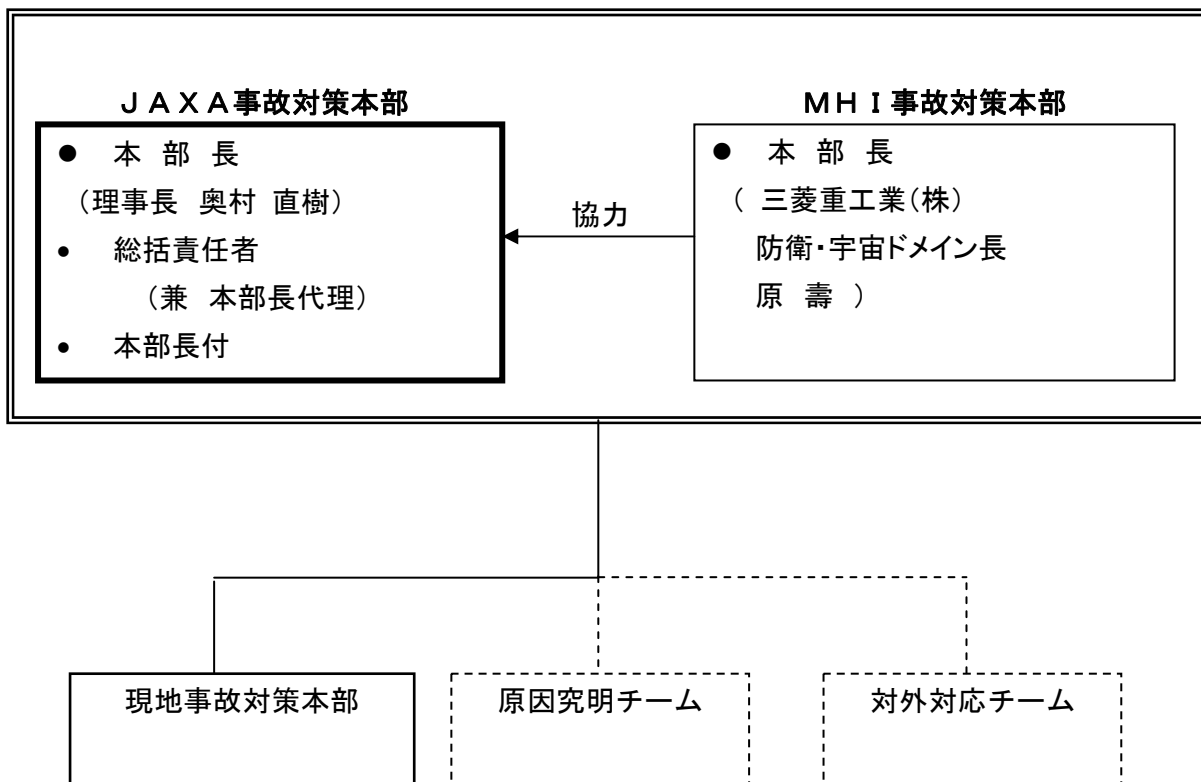 ＪＡＸＡ事故対策本部
● 本 部 長
（理事長 奥村 直樹）
• 総括責任者
（兼 本部長代理）
• 本部長付
協力
ＭＨＩ事故対策本部
● 本 部 長
（ 三菱重工業（株）
防衛・宇宙ドメイン長
原 壽 ）
現地事故対策本部
原因究明チーム
対外対応チーム